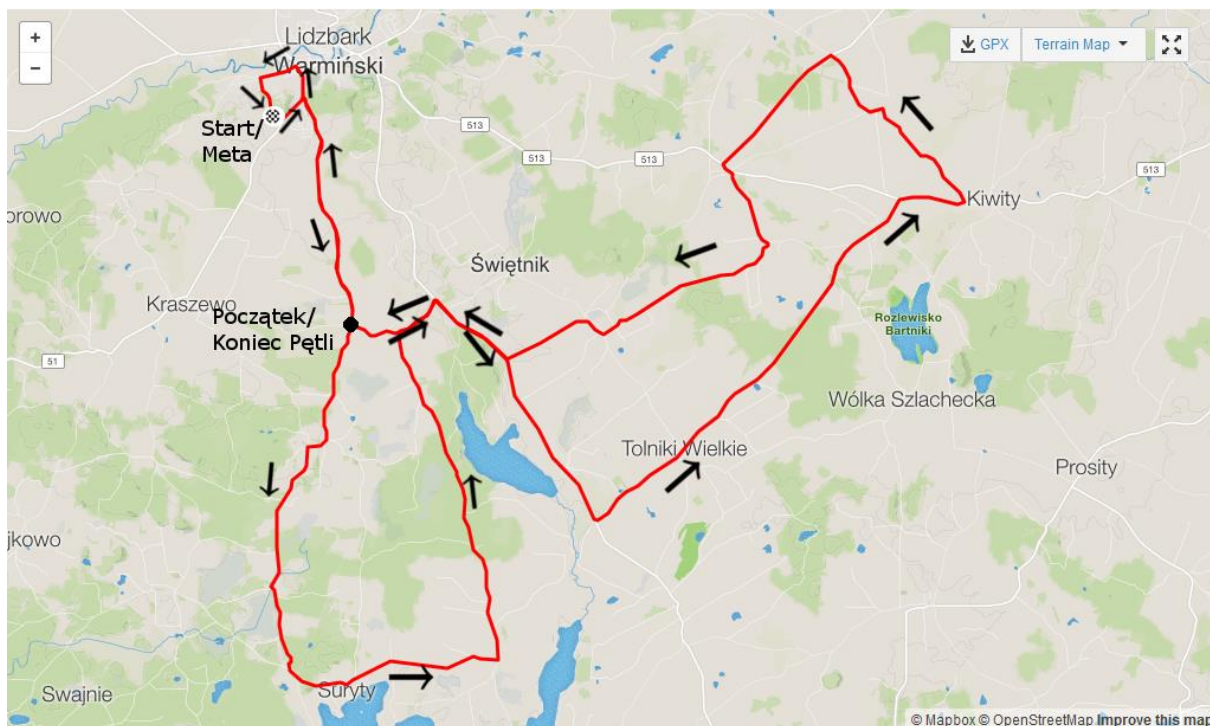 +
−
GPX
Terrain Map
Lidzbark
Warmiński
Start/
Meta
513
513
513
513
Kiwity
orowo
Świętnik
Kraszewo
Początek/
Koniec Pętli
Rozlewisko
Bartniki
51
Wólka Szlachecka
Tolniki Wielkie
Prosity
jkowo
Swajnie
Suryty
© Mapbox © OpenStreetMap Improve this map